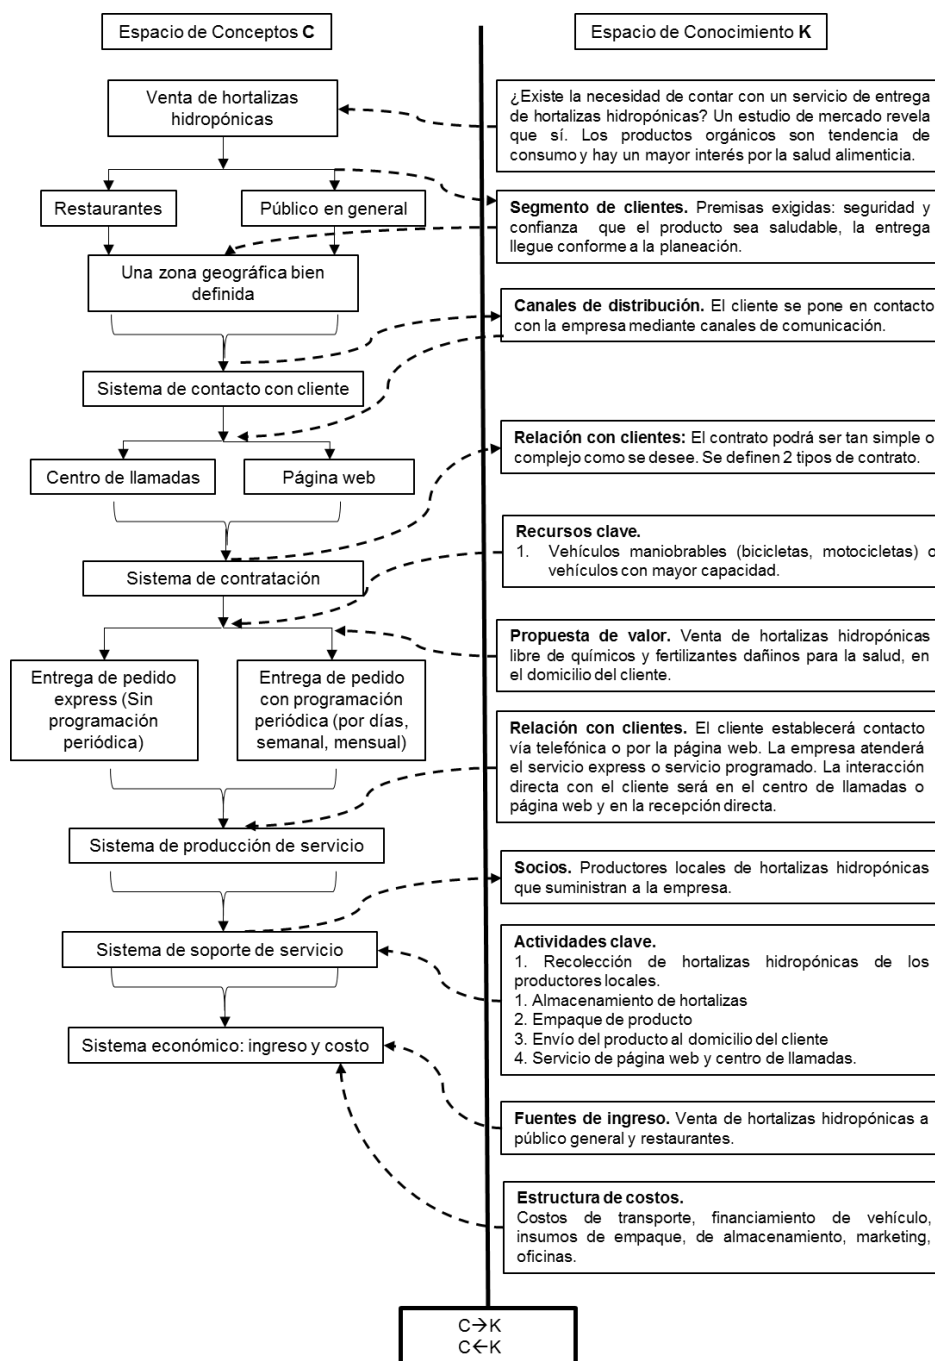 Espacio de Conceptos C
Venta de hortalizas
hidropónicas
Restaurantes
Público en general
Una zona geográfica bien
definida
Sistema de contacto con cliente
Centro de llamadas
Página web
Sistema de contratación
Entrega de pedido
express (Sin
programación
periódica)
Entrega de pedido
con programación
periódica (por días,
semanal, mensual)
Sistema de producción de servicio
Sistema de soporte de servicio
Sistema económico: ingreso y costo
Espacio de Conocimiento K
¿Existe la necesidad de contar con un servicio de entrega
de hortalizas hidropónicas? Un estudio de mercado revela
que sí. Los productos orgánicos son tendencia de
consumo y hay un mayor interés por la salud alimenticia.
Segmento de clientes. Premisas exigidas: seguridad y
confianza que el producto sea saludable, la entrega
llegue conforme a la planeación.
Canales de distribución. El cliente se pone en contacto
con la empresa mediante canales de comunicación.
Relación con clientes: El contrato podrá ser tan simple o
complejo como se desee. Se definen 2 tipos de contrato.
Recursos clave.
1. Vehículos maniobrables (bicicletas, motocicletas) o
vehículos con mayor capacidad.
Propuesta de valor. Venta de hortalizas hidropónicas
libre de químicos y fertilizantes dañinos para la salud, en
el domicilio del cliente.
Relación con clientes. El cliente establecerá contacto
vía telefónica o por la página web. La empresa atenderá
el servicio express o servicio programado. La interacción
directa con el cliente será en el centro de llamadas o
página web y en la recepción directa.
Socios. Productores locales de hortalizas hidropónicas
que suministran a la empresa.
Actividades clave.
1. Recolección de hortalizas hidropónicas de los
productores locales.
1. Almacenamiento de hortalizas
2. Empaque de producto
3. Envío del producto al domicilio del cliente
4. Servicio de página web y centro de llamadas.
Fuentes de ingreso. Venta de hortalizas hidropónicas a
público general y restaurantes.
Estructura de costos.
Costos de transporte, financiamiento de vehículo,
insumos de empaque, de almacenamiento, marketing,
oficinas.
C→K
C←K